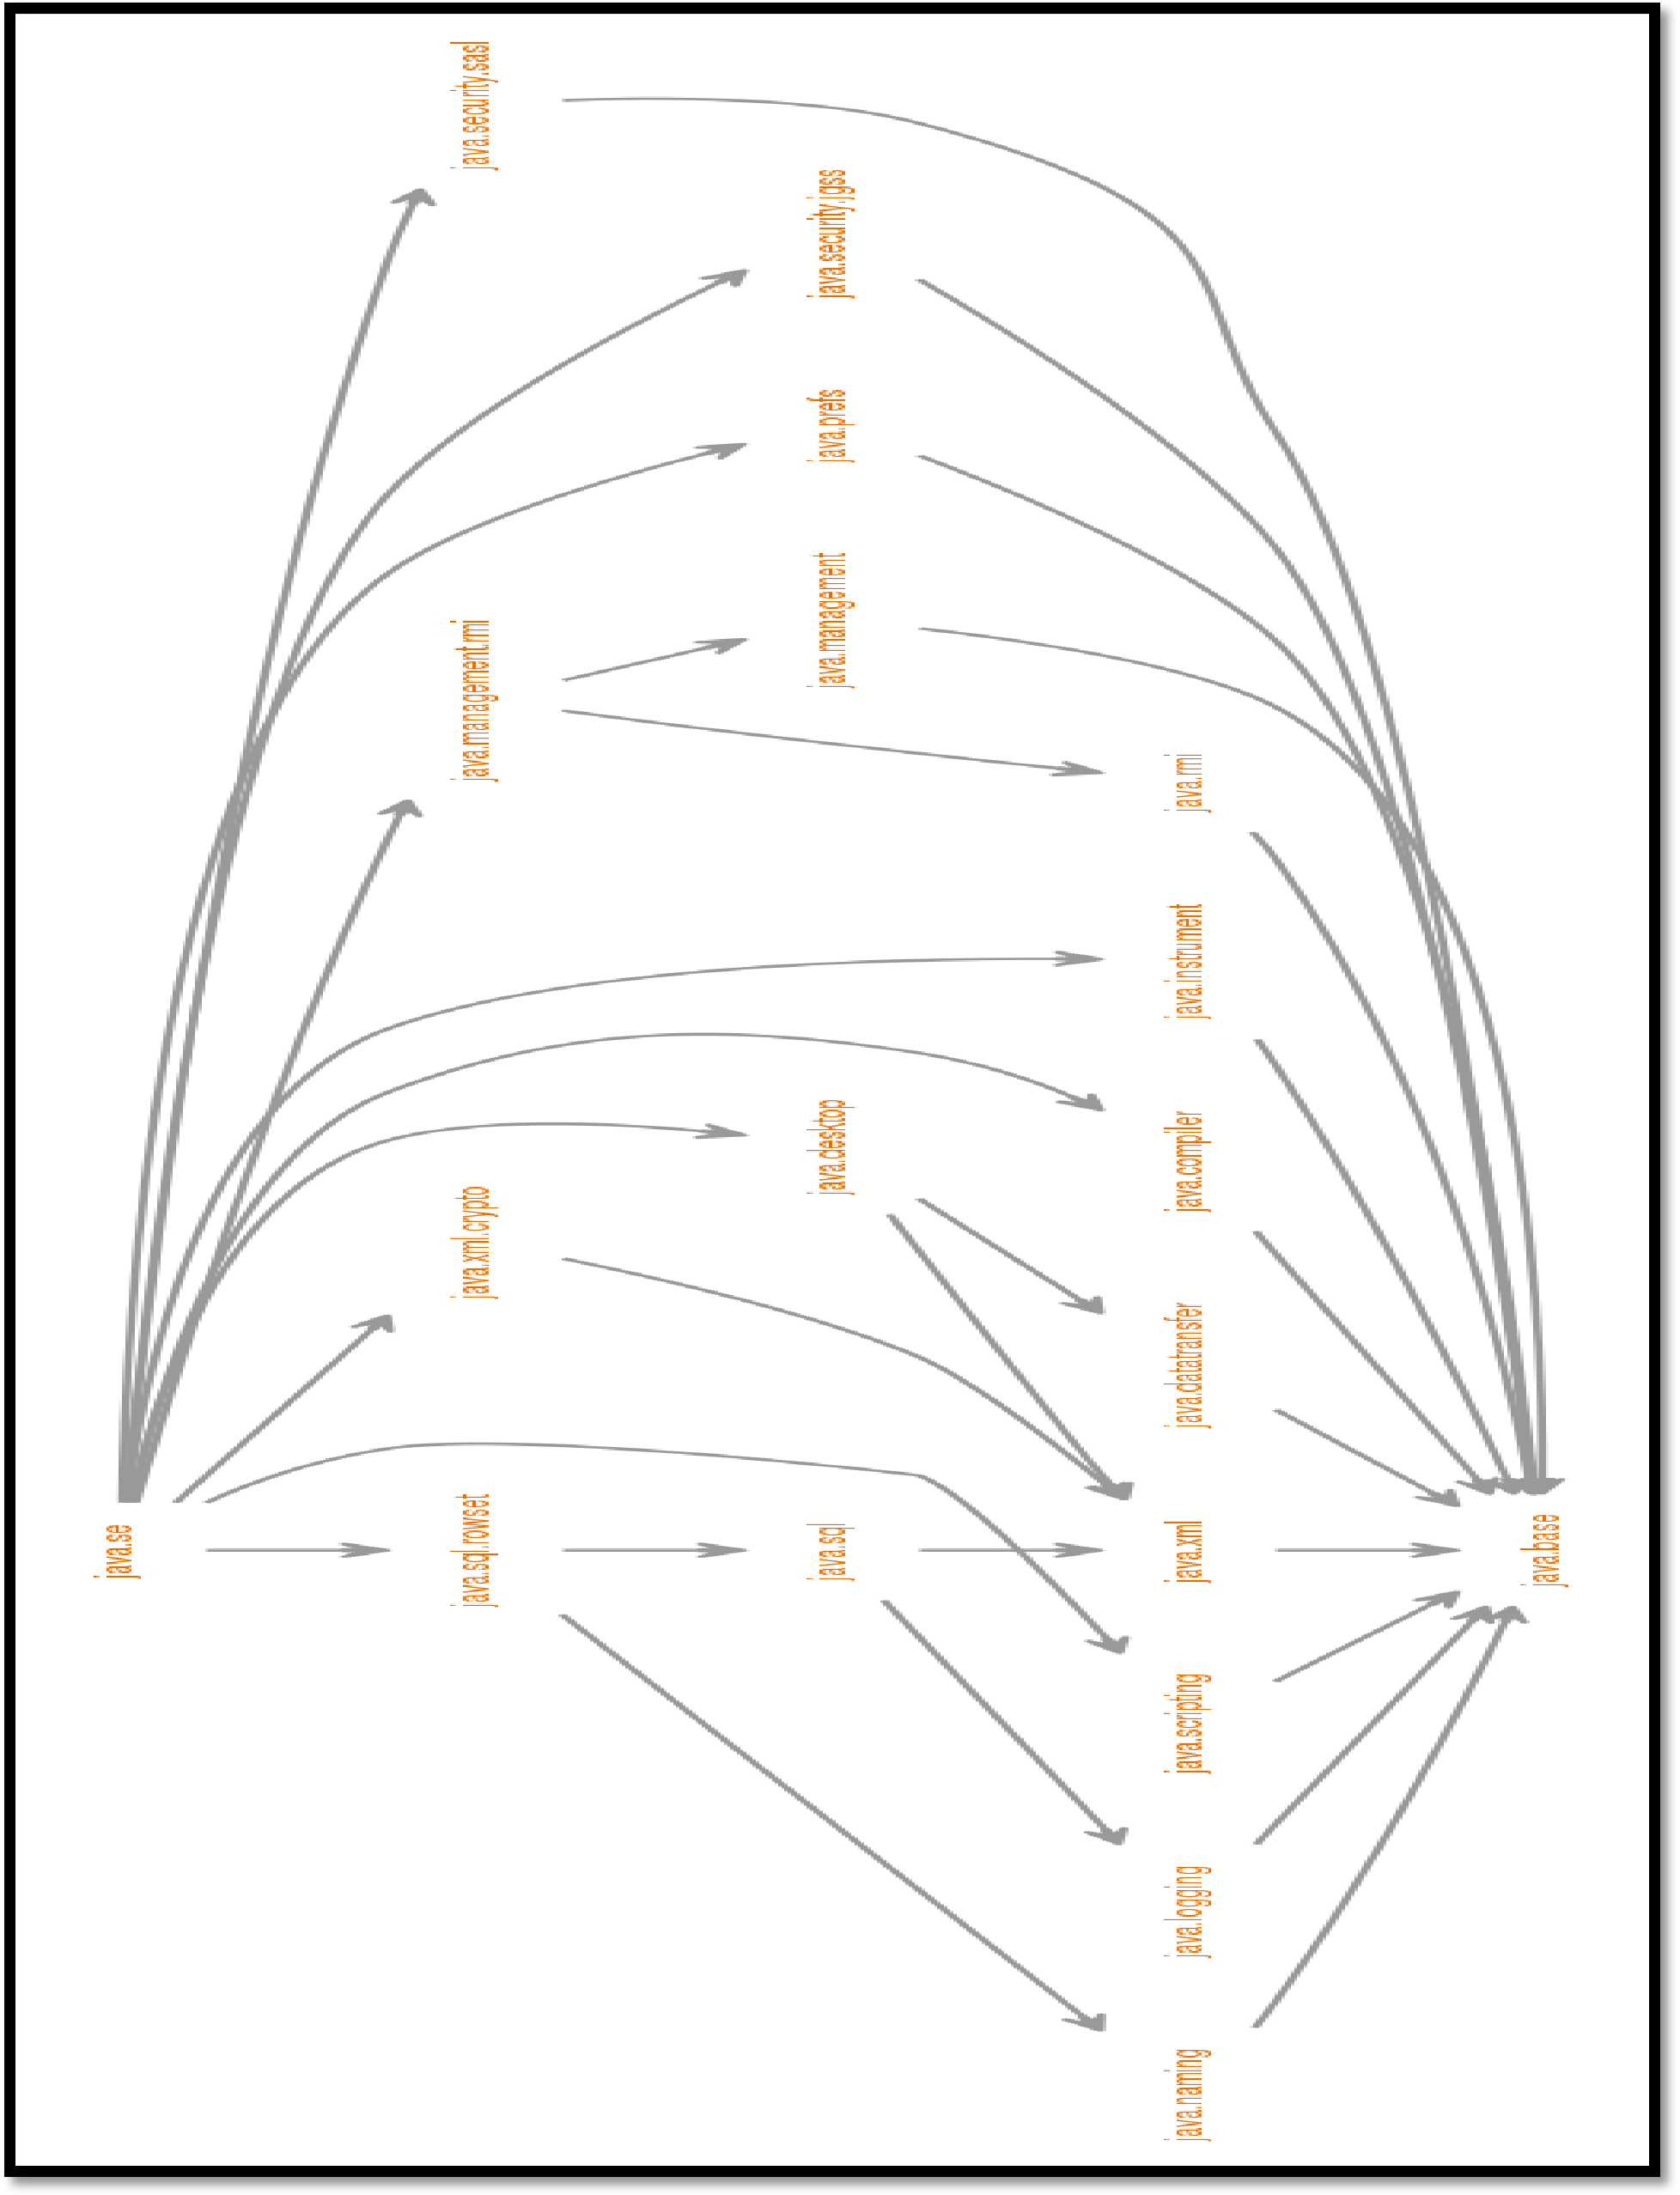 java.se
java.security.sasl
java.management.rmi
java.xml.crypto
java.sql.rowset
java.security.jgss
java.prefs
java.management
java.desktop
java.sql
java.rmi
java.instrument
java.compiler
java.datatransfer
java.xml
java.scripting
java.logging
java.naming
java.base